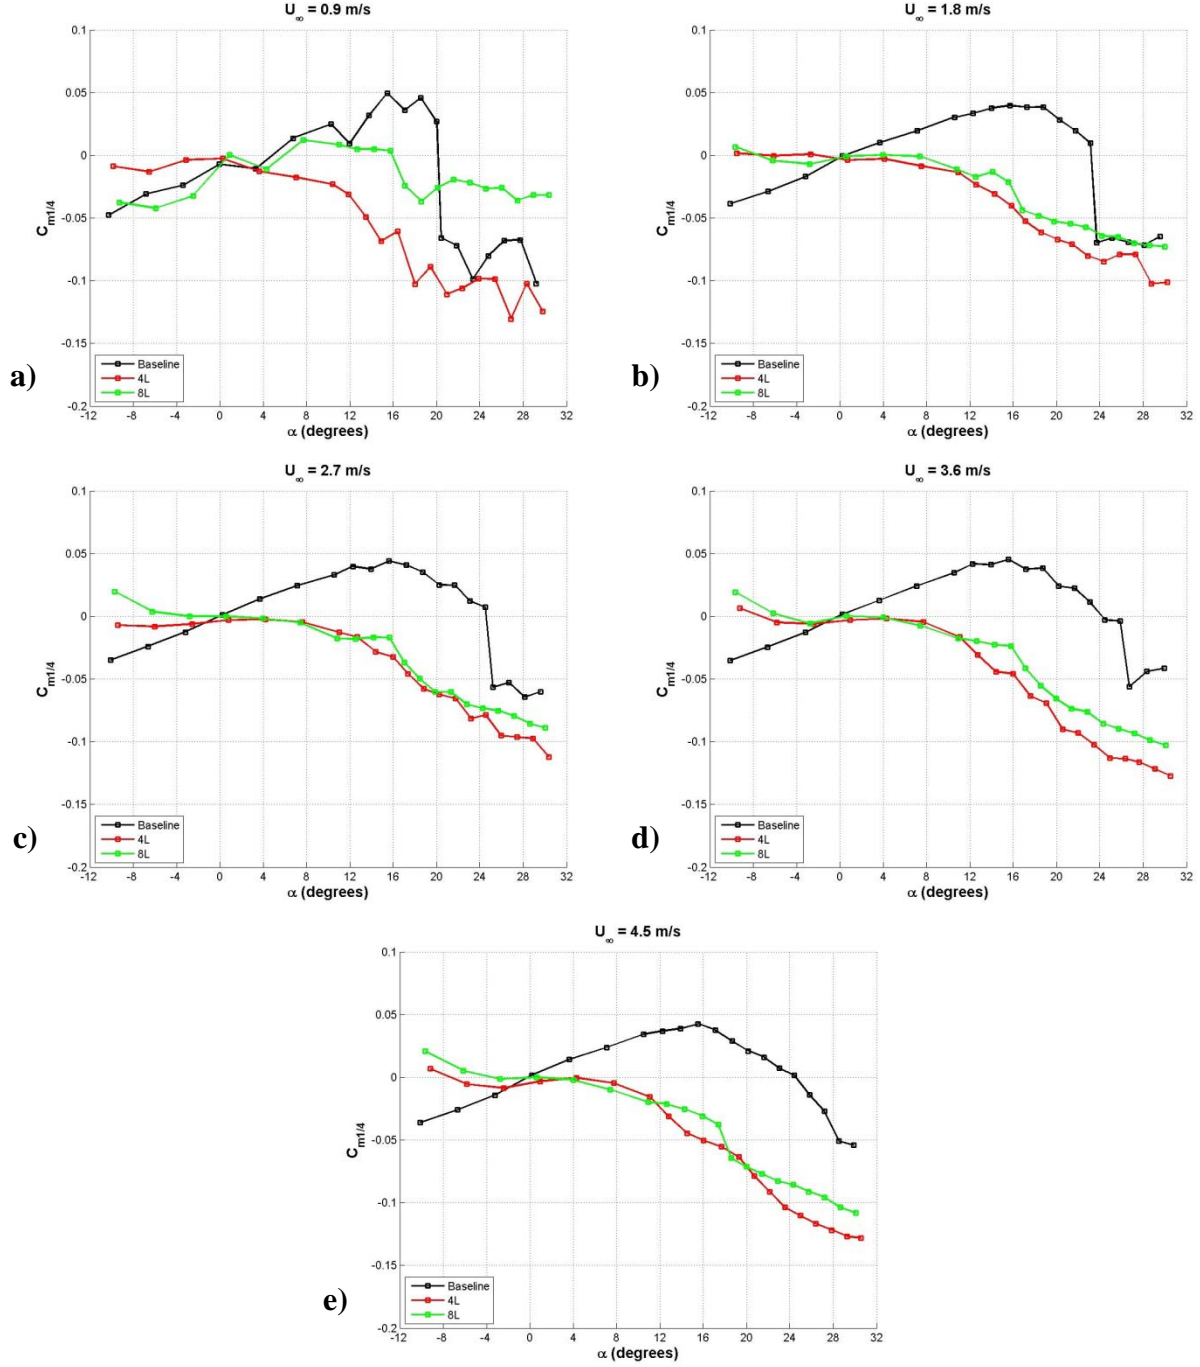 U∞ = 0.9 m/s
0.1
0.05
0
-0.05
-0.1
-0.15
-0.2
Cm1/4
Baseline
4L
8L
-12 -8 -4 0 4 8 12 16 20 24 28 32
α (degrees)
a)
U∞ = 1.8 m/s
0.1
0.05
0
-0.05
-0.1
-0.15
-0.2
Cm1/4
Baseline
4L
8L
-12 -8 -4 0 4 8 12 16 20 24 28 32
α (degrees)
b)
U∞ = 2.7 m/s
0.1
0.05
0
-0.05
-0.1
-0.15
-0.2
Cm1/4
Baseline
4L
8L
-12 -8 -4 0 4 8 12 16 20 24 28 32
α (degrees)
c)
U∞ = 3.6 m/s
0.1
0.05
0
-0.05
-0.1
-0.15
-0.2
Cm1/4
Baseline
4L
8L
-12 -8 -4 0 4 8 12 16 20 24 28 32
α (degrees)
d)
U∞ = 4.5 m/s
0.1
0.05
0
-0.05
-0.1
-0.15
-0.2
Cm1/4
Baseline
4L
8L
-12 -8 -4 0 4 8 12 16 20 24 28 32
α (degrees)
e)